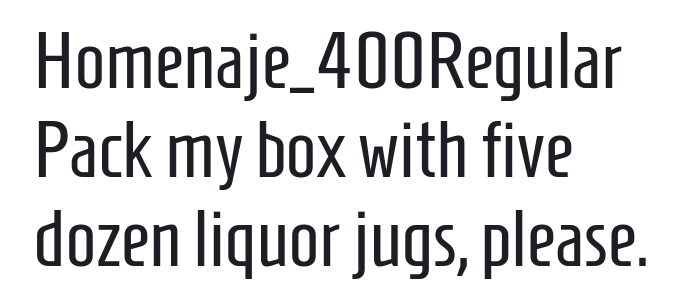 Homenaje_400Regular
Pack my box with five
dozen liquor jugs, please.